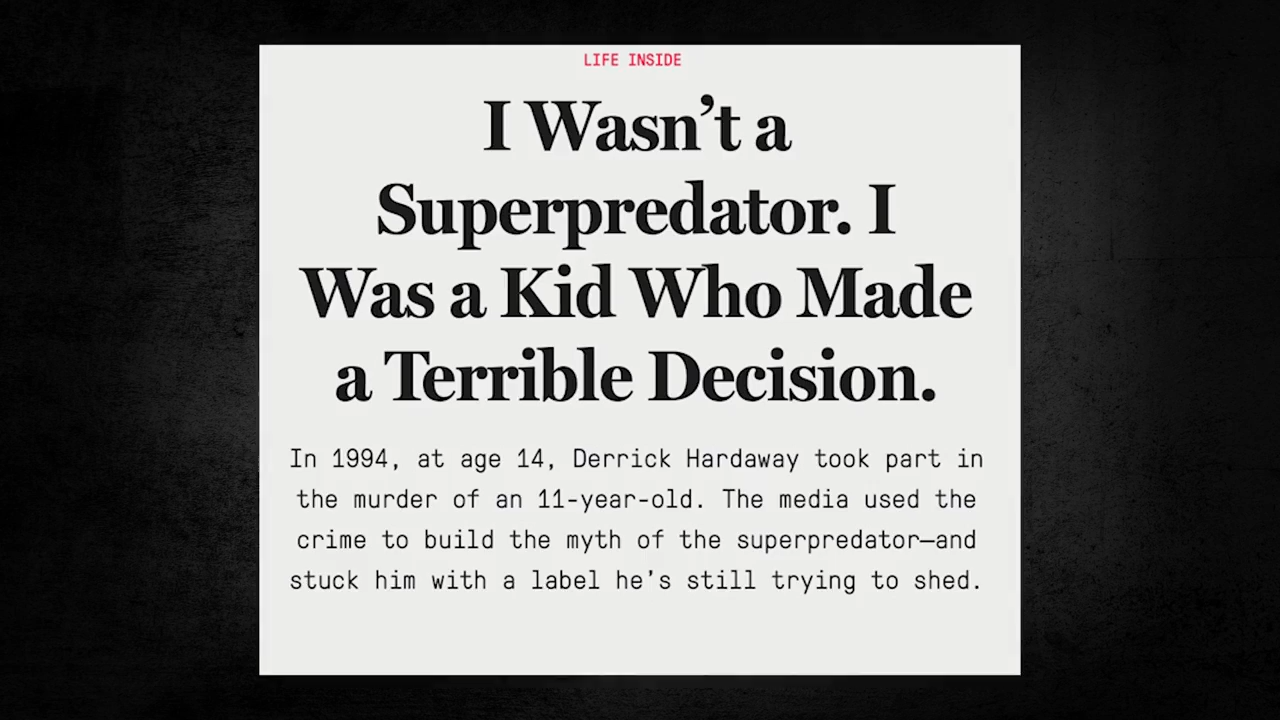 LIFE INSIDE
I Wasn’t a
Superpredator. I
Was a Kid Who Made
a Terrible Decision.
In 1994, at age 14, Derrick Hardaway took part in
the murder of an 11-year-old. The media used the
crime to build the myth of the superpredator—and
stuck him with a label he’s still trying to shed.